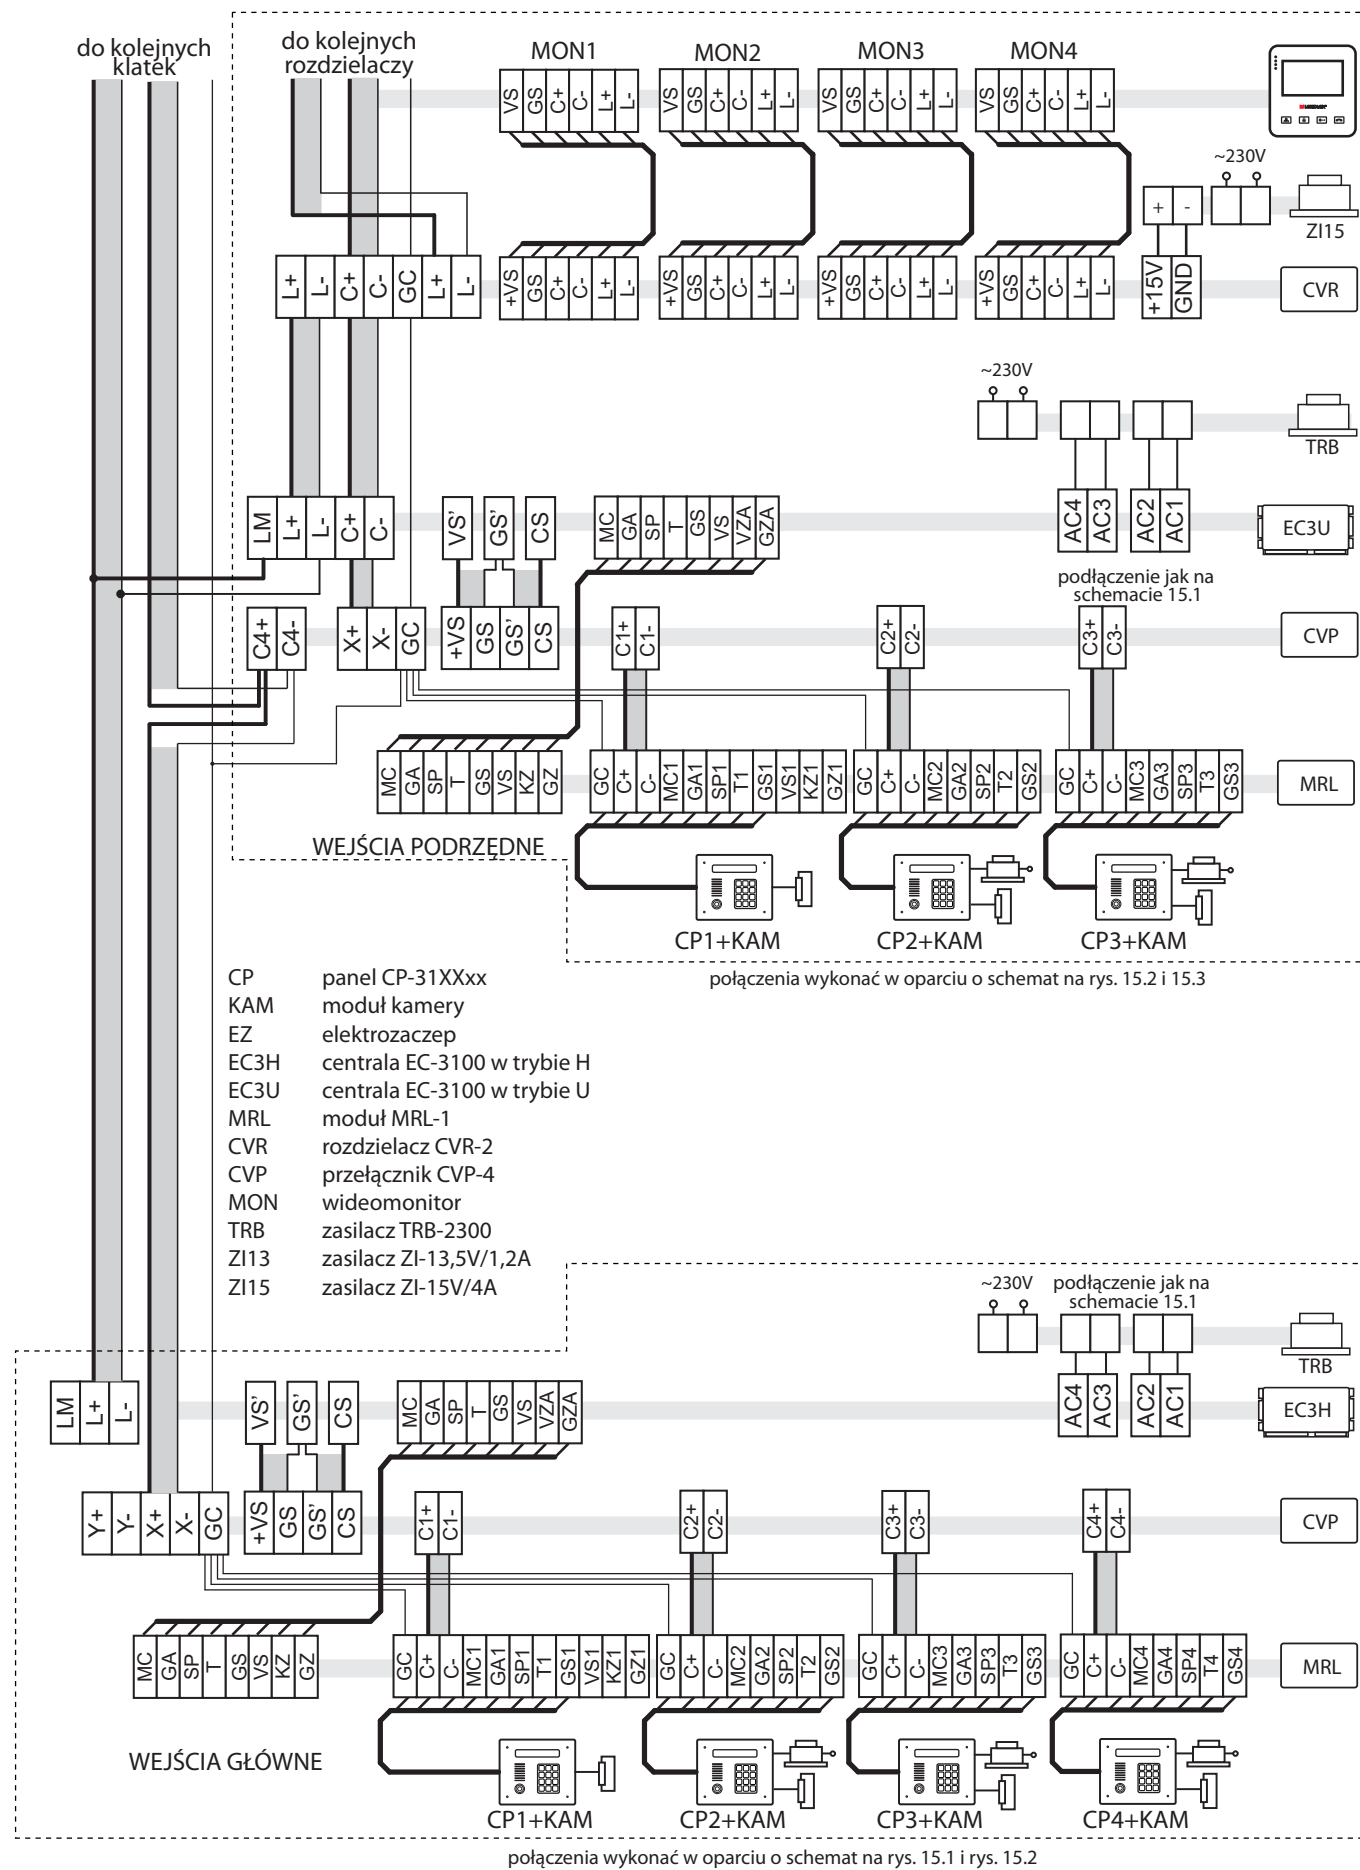 do kolejnych
klatek
do kolejnych
rozdzielaczy
MON1 MON2 MON3 MON4
VS GS C+ C- L+ L- VS GS C+ C- L+ L- VS GS C+ C- L+ L- VS GS C+ C- L+ L-
~230V
+ -
ZI15
L+ L- C+ C- GC L+ L- +VS GS C+ C- L+ L- +VS GS C+ C- L+ L- +VS GS C+ C- L+ L- +VS GS C+ C- L+ L- +15V GND CVR
~230V
TRB
LM L+ L- C+ C- VS' GS' CS MC GA SP T GS VS VZA GZA AC4 AC3 AC2 AC1 EC3U
podłączenie jak na
schemacie 15.1
C4+ C4- X+ X- GC +VS GS GS' CS C1+ C1- C2+ C2- C3+ C3- CVP
MC GA SP T GS VS KZ GZ GC C+ C- MC1 GA1 SP1 T1 GS1 VS1 KZ1 GZ1 GC C+ C- MC2 GA2 SP2 T2 GS2 GC C+ C- MC3 GA3 SP3 T3 GS3 MRL
WEJŚCIA PODRZĘDNE
CP1+KAM CP2+KAM CP3+KAM
połączenia wykonać w oparciu o schemat na rys. 15.2 i 15.3
CP panel CP-31XXxx
KAM moduł kamery
EZ elektrozaczep
EC3H centrala EC-3100 w trybie H
EC3U centrala EC-3100 w trybie U
MRL moduł MRL-1
CVR rozdzielacz CVR-2
CVP przełącznik CVP-4
MON wideomonitor
TRB zasilacz TRB-2300
ZI13 zasilacz ZI-13,5V/1,2A
ZI15 zasilacz ZI-15V/4A
~230V podłączenie jak na
schemacie 15.1
TRB
LM L+ L- VS' GS' CS MC GA SP T GS VS VZA GZA AC4 AC3 AC2 AC1 EC3H
Y+ Y- X+ X- GC +VS GS GS' CS C1+ C1- C2+ C2- C3+ C3- C4+ C4- CVP
MC GA SP T GS VS KZ GZ GC C+ C- MC1 GA1 SP1 T1 GS1 VS1 KZ1 GZ1 GC C+ C- MC2 GA2 SP2 T2 GS2 GC C+ C- MC3 GA3 SP3 T3 GS3 GC C+ C- MC4 GA4 SP4 T4 GS4 MRL
WEJŚCIA GŁÓWNE
CP1+KAM CP2+KAM CP3+KAM CP4+KAM
połączenia wykonać w oparciu o schemat na rys. 15.1 i rys. 15.2